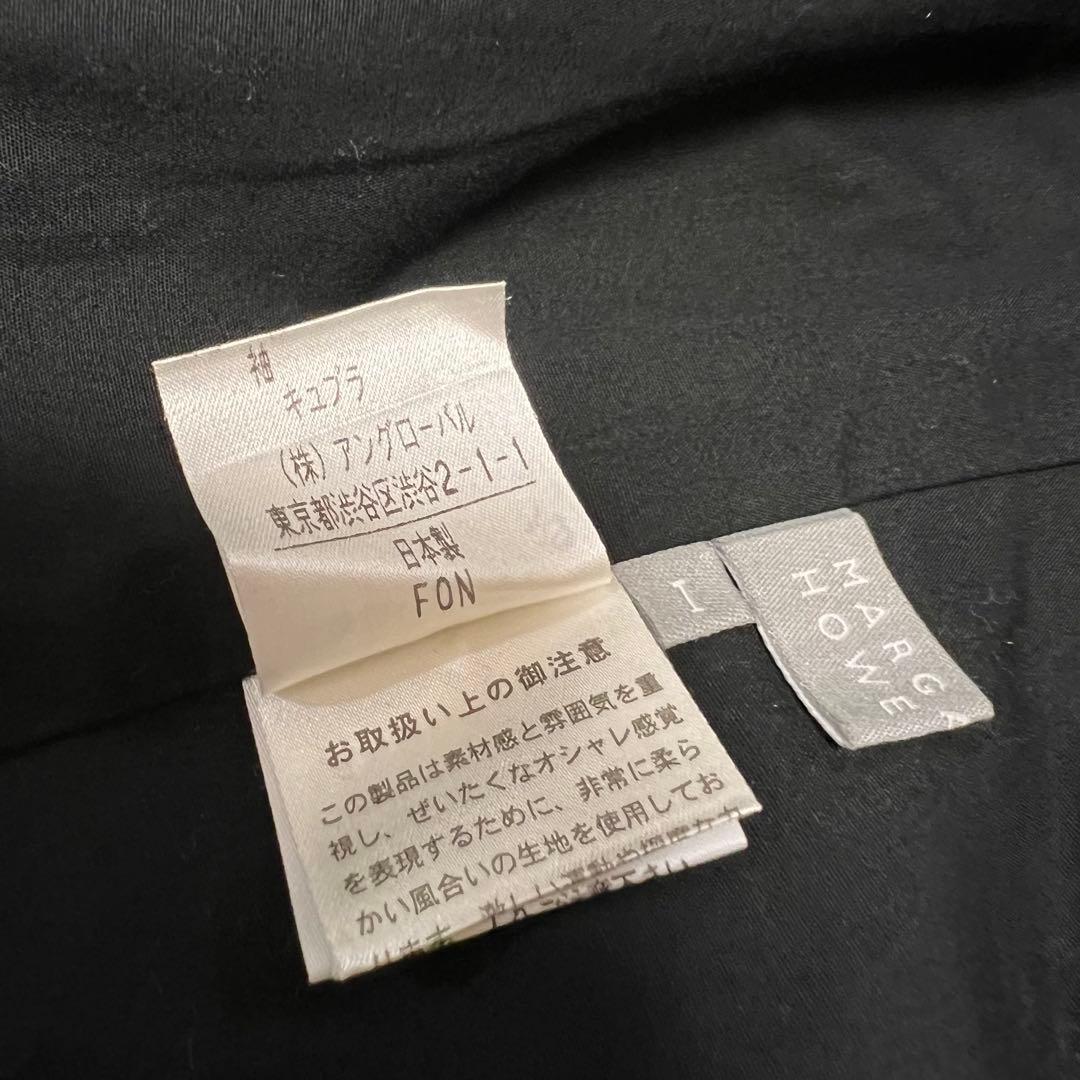 袖
キュプラ
(株)アングローバル
東京都渋谷区渋谷2-1-1
日本製
FON
お取扱い上の御注意
この製品は素材感と雰囲気を重
視し、ぜいたくなオシャレ感覚
を表現するために、非常に柔ら
かい風合いの生地を使用してお
I
MARG
HOWE